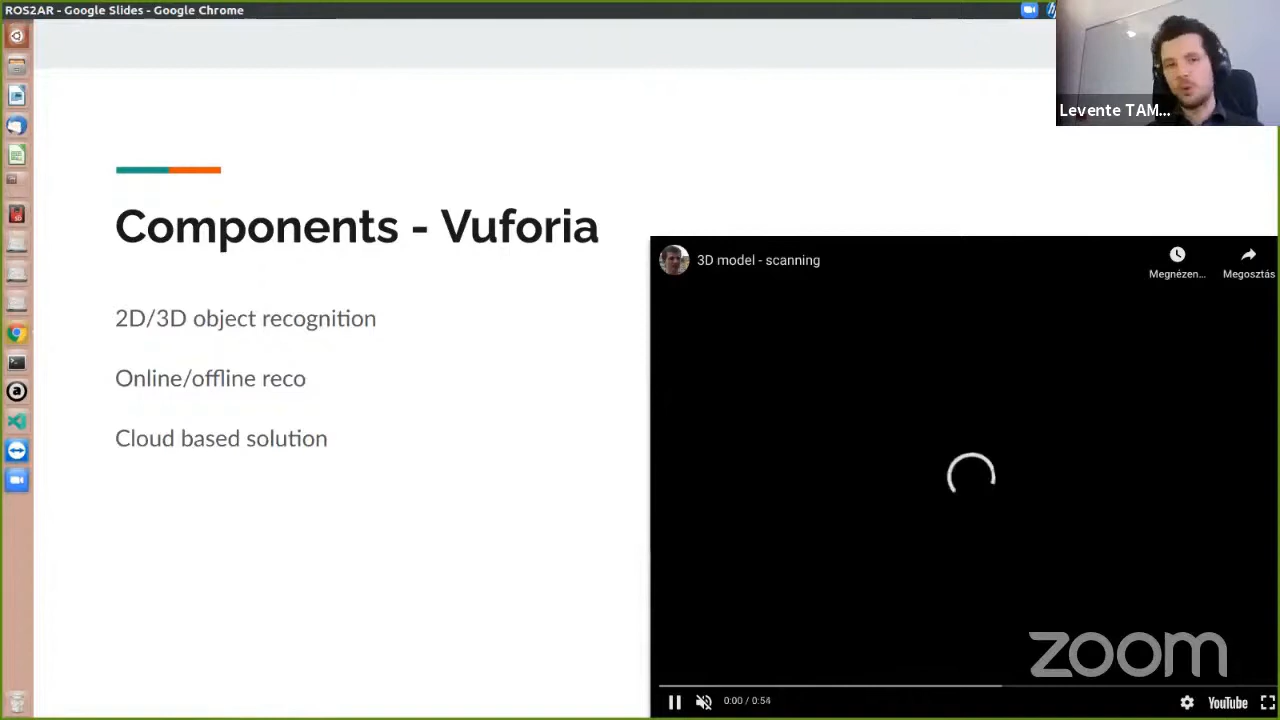 ROS2AR - Google Slides - Google Chrome
Levente TAM...
Components - Vuforia
2D/3D object recognition
Online/offline reco
Cloud based solution
3D model - scanning
Megnézen...
Megosztás
zoom
0:00 / 0:54
YouTube